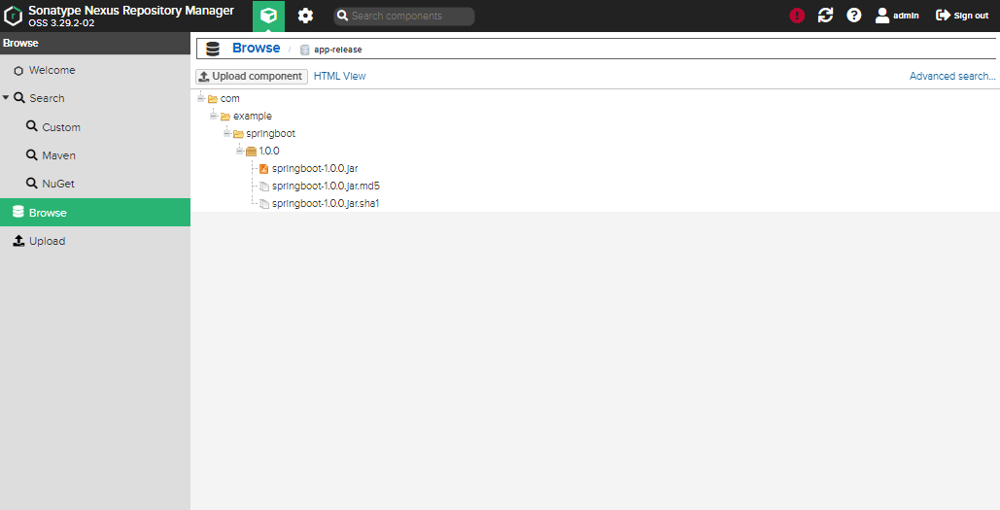 Sonatype Nexus Repository Manager
OSS 3.29.2-02
Search components
admin
Sign out
Browse
Welcome
Search
Custom
Maven
NuGet
Browse
Upload
Browse / app-release
Upload component HTML View Advanced search...
com
example
springboot
1.0.0
springboot-1.0.0.jar
springboot-1.0.0.jar.md5
springboot-1.0.0.jar.sha1